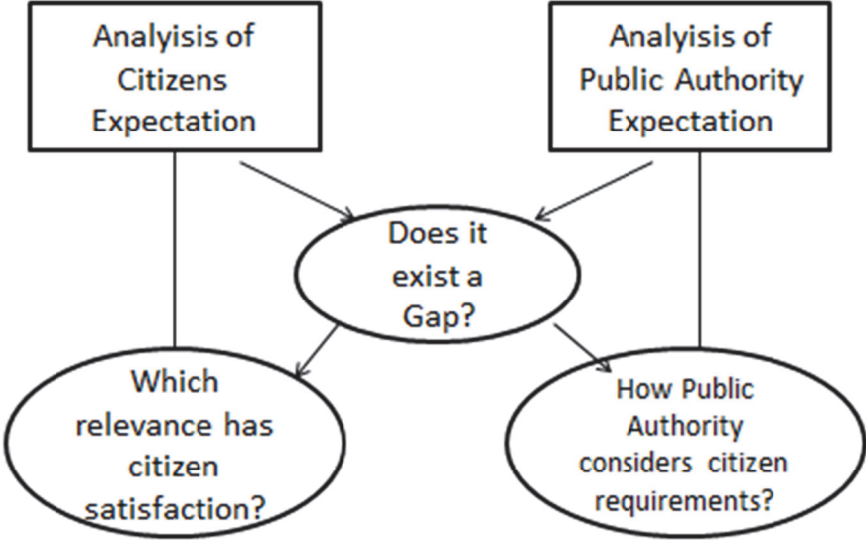 Analyisis of
Citizens
Expectation
Analyisis of
Public Authority
Expectation
Does it
exist a
Gap?
Which
relevance has
citizen
satisfaction?
How Public
Authority
considers citizen
requirements?